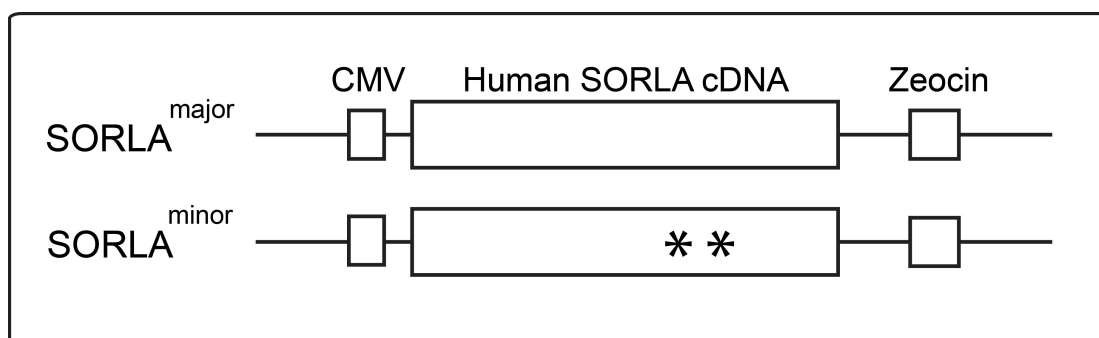 CMV Human SORLA cDNA Zeocin
SORLA major
SORLA minor
* *